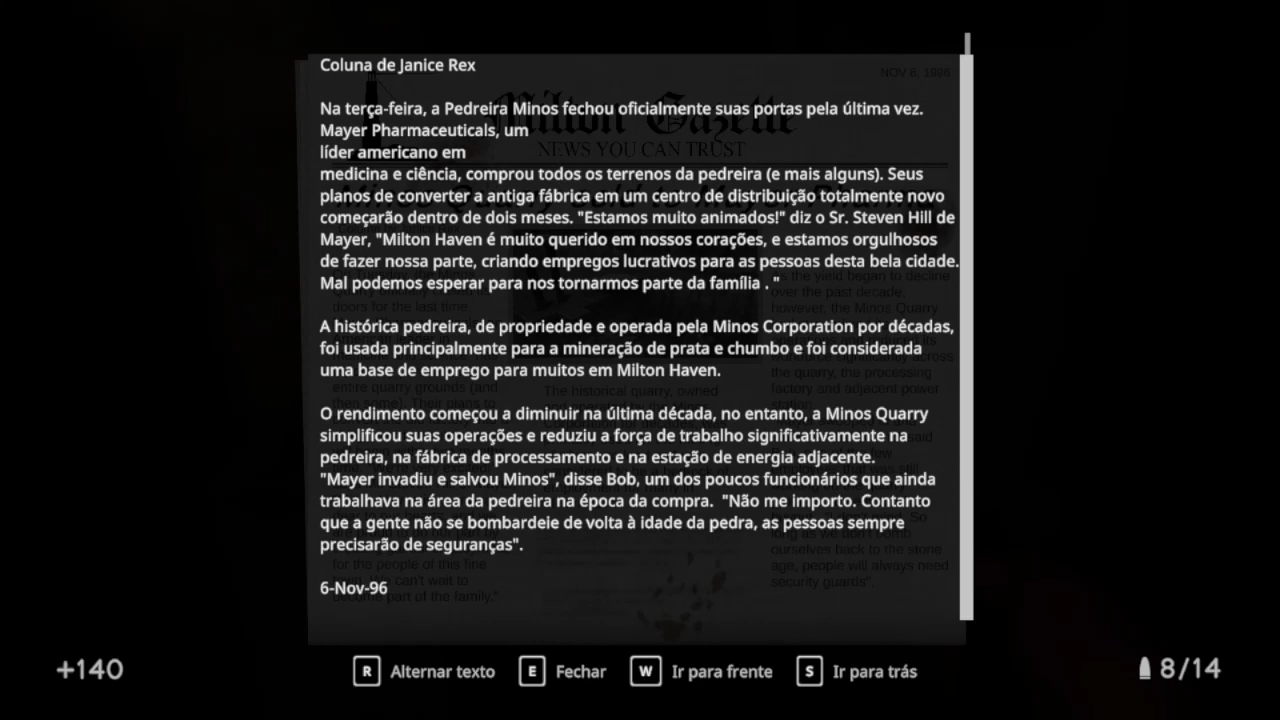 Coluna de Janice Rex
NOV 6, 1996
Milton Gazette
NEWS YOU CAN TRUST
Na terça-feira, a Pedreira Minos fechou oficialmente suas portas pela última vez.
Mayer Pharmaceuticals, um
líder americano em
medicina e ciência, comprou todos os terrenos da pedreira (e mais alguns). Seus
planos de converter a antiga fábrica em um centro de distribuição totalmente novo
começarão dentro de dois meses. "Estamos muito animados!" diz o Sr. Steven Hill de
Mayer, "Milton Haven é muito querido em nossos corações, e estamos orgulhosos
de fazer nossa parte, criando empregos lucrativos para as pessoas desta bela cidade.
Mal podemos esperar para nos tornarmos parte da família . "
A histórica pedreira, de propriedade e operada pela Minos Corporation por décadas,
foi usada principalmente para a mineração de prata e chumbo e foi considerada
uma base de emprego para muitos em Milton Haven.
O rendimento começou a diminuir na última década, no entanto, a Minos Quarry
simplificou suas operações e reduziu a força de trabalho significativamente na
pedreira, na fábrica de processamento e na estação de energia adjacente.
"Mayer invadiu e salvou Minos", disse Bob, um dos poucos funcionários que ainda
trabalhava na área da pedreira na época da compra.  "Não me importo. Contanto
que a gente não se bombardeie de volta à idade da pedra, as pessoas sempre
precisarão de seguranças".
6-Nov-96
+140
R Alternar texto E Fechar W Ir para frente S Ir para trás
8/14